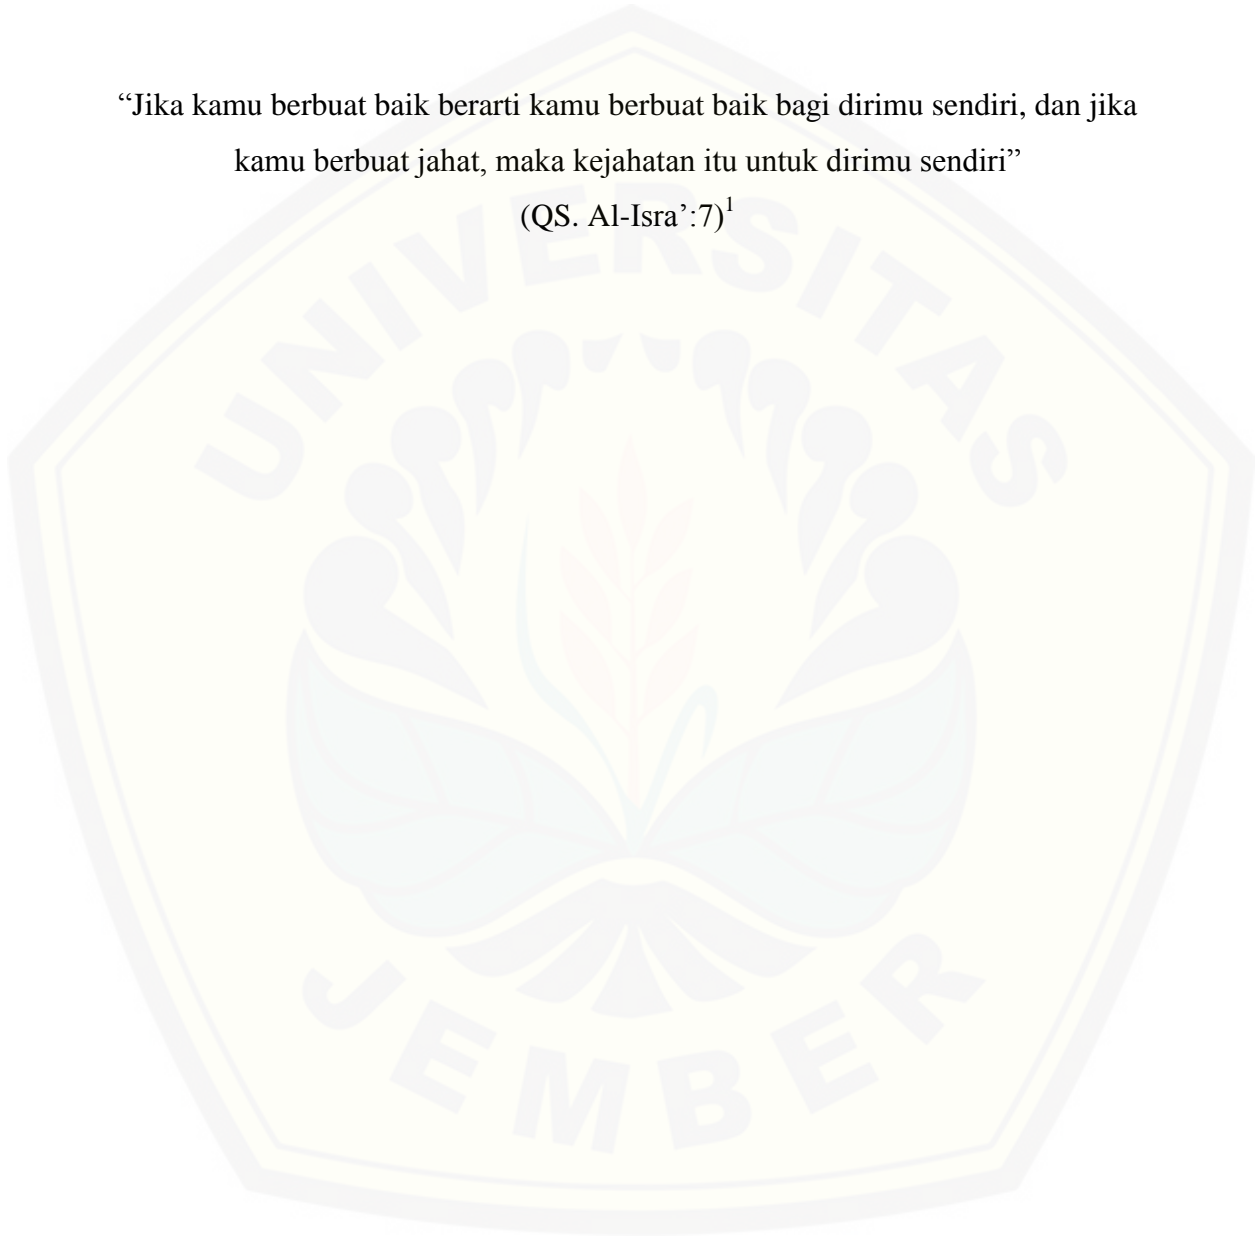 “Jika kamu berbuat baik berarti kamu berbuat baik bagi dirimu sendiri, dan jika
kamu berbuat jahat, maka kejahatan itu untuk dirimu sendiri”
(QS. Al-Isra’:7)¹
UNIVERSITAS
JEMBER